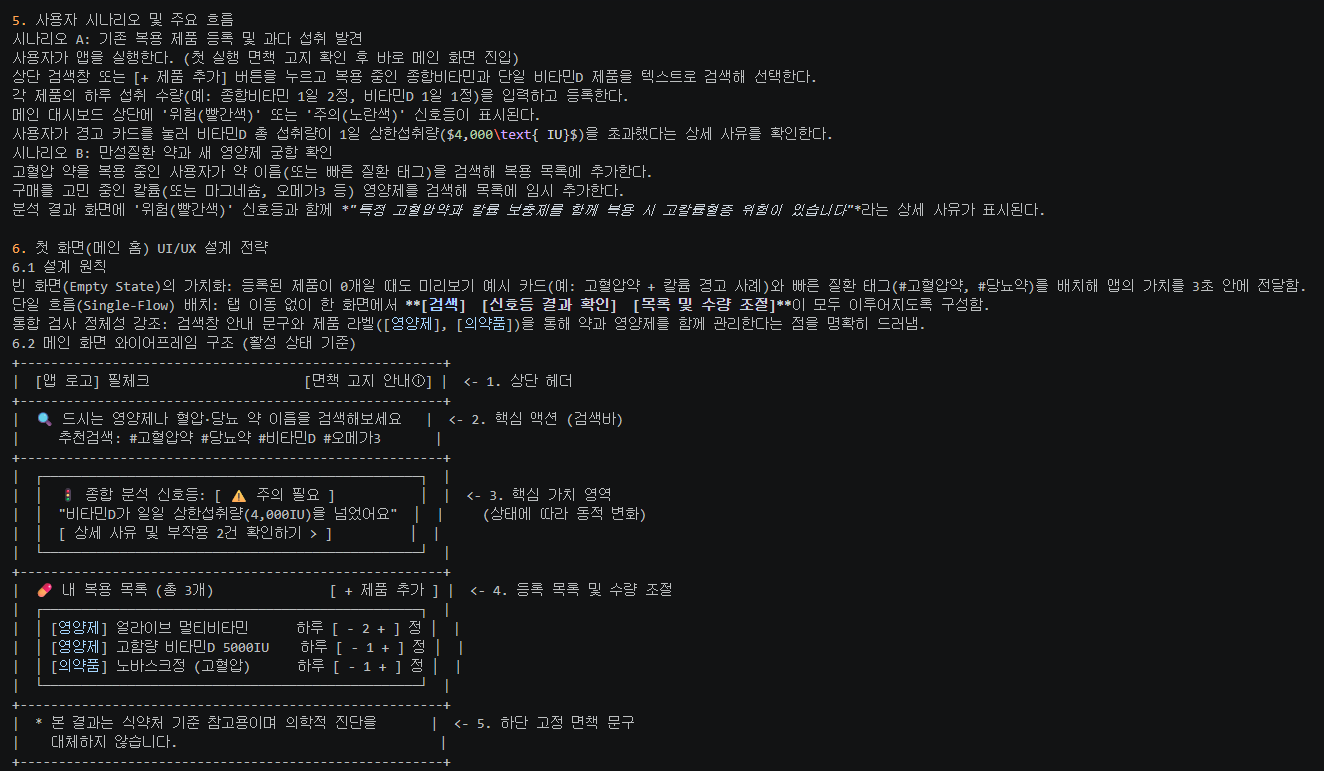 5. 사용자 시나리오 및 주요 흐름
시나리오 A: 기존 복용 제품 등록 및 과다 섭취 발견
사용자가 앱을 실행한다. (첫 실행 면책 고지 확인 후 바로 메인 화면 진입)
상단 검색창 또는 [+ 제품 추가] 버튼을 누르고 복용 중인 종합비타민과 단일 비타민D 제품을 텍스트로 검색해 선택한다.
각 제품의 하루 섭취 수량(예: 종합비타민 1일 2정, 비타민D 1일 1정)을 입력하고 등록한다.
메인 대시보드 상단에 '위험(빨간색)' 또는 '주의(노란색)' 신호등이 표시된다.
사용자가 경고 카드를 눌러 비타민D 총 섭취량이 1일 상한섭취량($4,000\text{ IU}$)을 초과했다는 상세 사유를 확인한다.
시나리오 B: 만성질환 약과 새 영양제 궁합 확인
고혈압 약을 복용 중인 사용자가 약 이름(또는 빠른 질환 태그)을 검색해 복용 목록에 추가한다.
구매를 고민 중인 칼륨(또는 마그네슘, 오메가3 등) 영양제를 검색해 목록에 임시 추가한다.
분석 결과 화면에 '위험(빨간색)' 신호등과 함께 *"특정 고혈압약과 칼륨 보충제를 함께 복용 시 고칼륨혈증 위험이 있습니다"*라는 상세 사유가 표시된다.
6. 첫 화면(메인 홈) UI/UX 설계 전략
6.1 설계 원칙
빈 화면(Empty State)의 가치화: 등록된 제품이 0개일 때도 미리보기 예시 카드(예: 고혈압약 + 칼륨 경고 사례)와 빠른 질환 태그(#고혈압약, #당뇨약)를 배치해 앱의 가치를 3초 안에 전달함.
단일 흐름(Single-Flow) 배치: 탭 이동 없이 한 화면에서 **[검색] [신호등 결과 확인] [목록 및 수량 조절]**이 모두 이루어지도록 구성함.
통합 검사 정체성 강조: 검색창 안내 문구와 제품 라벨([영양제], [의약품])을 통해 약과 영양제를 함께 관리한다는 점을 명확히 드러냄.
6.2 메인 화면 와이어프레임 구조 (활성 상태 기준)
[앱 로고] 필체크 [면책 고지 안내ⓘ] <- 1. 상단 헤더
🔍 드시는 영양제나 혈압·당뇨 약 이름을 검색해보세요 <- 2. 핵심 액션 (검색바)
추천검색: #고혈압약 #당뇨약 #비타민D #오메가3
🚦 종합 분석 신호등: [ ⚠️ 주의 필요 ] <- 3. 핵심 가치 영역
"비타민D가 일일 상한섭취량(4,000IU)을 넘었어요" (상태에 따라 동적 변화)
[ 상세 사유 및 부작용 2건 확인하기 > ]
💊 내 복용 목록 (총 3개) [ + 제품 추가 ] <- 4. 등록 목록 및 수량 조절
[영양제] 얼라이브 멀티비타민 하루 [ - 2 + ] 정
[영양제] 고함량 비타민D 5000IU 하루 [ - 1 + ] 정
[의약품] 노바스크정 (고혈압) 하루 [ - 1 + ] 정
* 본 결과는 식약처 기준 참고용이며 의학적 진단을 <- 5. 하단 고정 면책 문구
대체하지 않습니다.